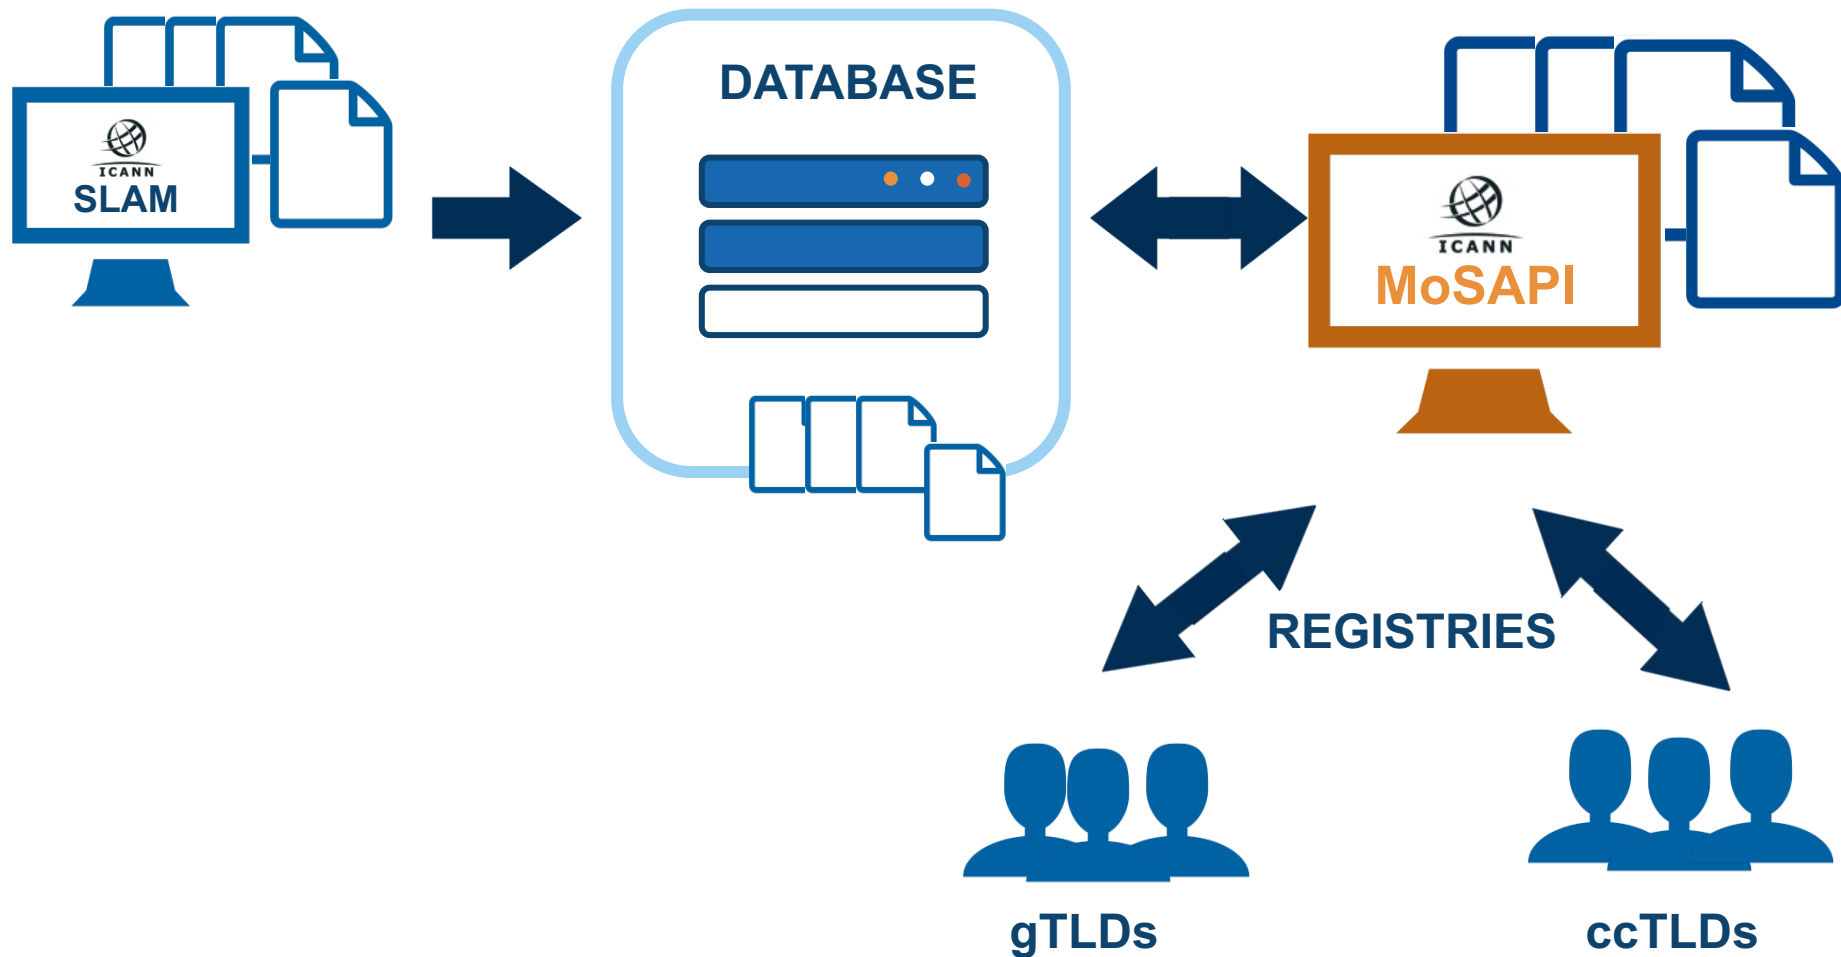 ICANN
SLAM
DATABASE
ICANN
MoSAPI
REGISTRIES
gTLDs
ccTLDs